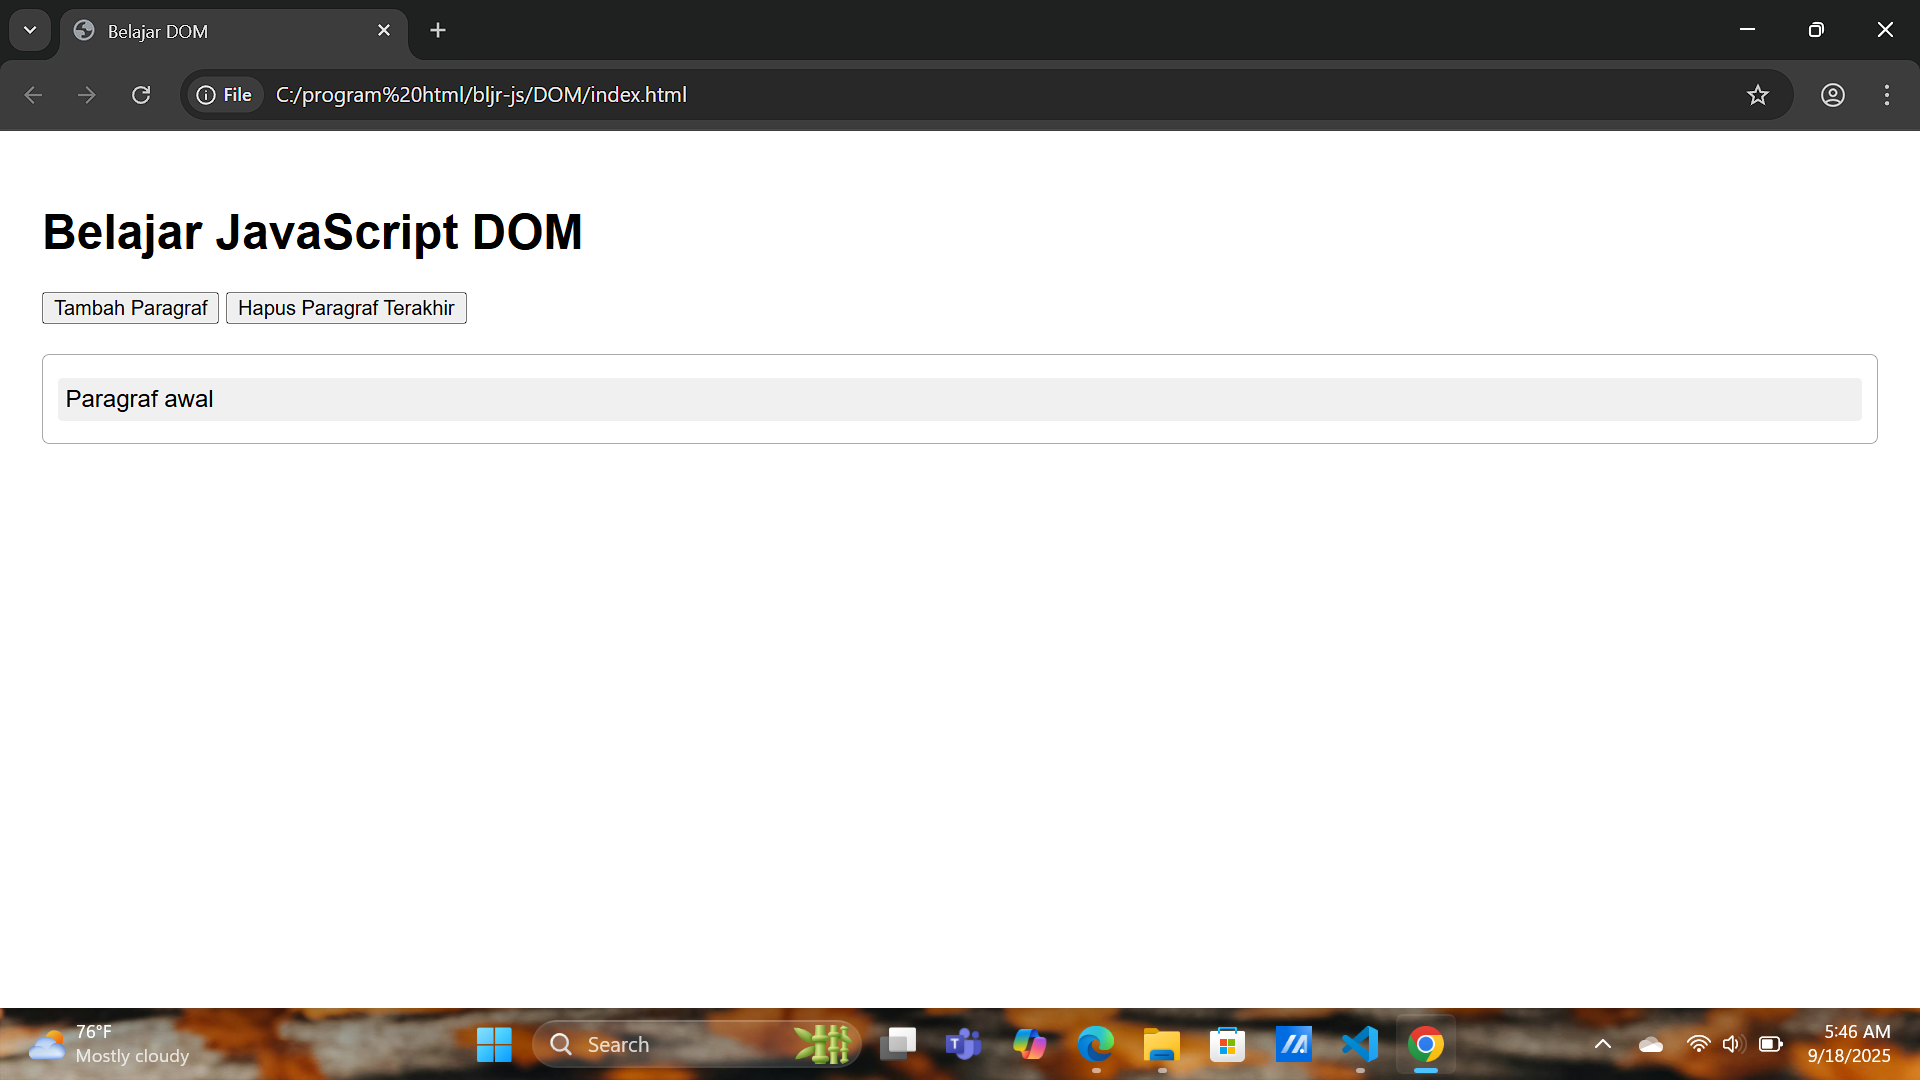 Belajar DOM
File
C:/program%20html/bljr-js/DOM/index.html
Belajar JavaScript DOM
Tambah Paragraf
Hapus Paragraf Terakhir
Paragraf awal
76°F
Mostly cloudy
Search
5:46 AM
9/18/2025